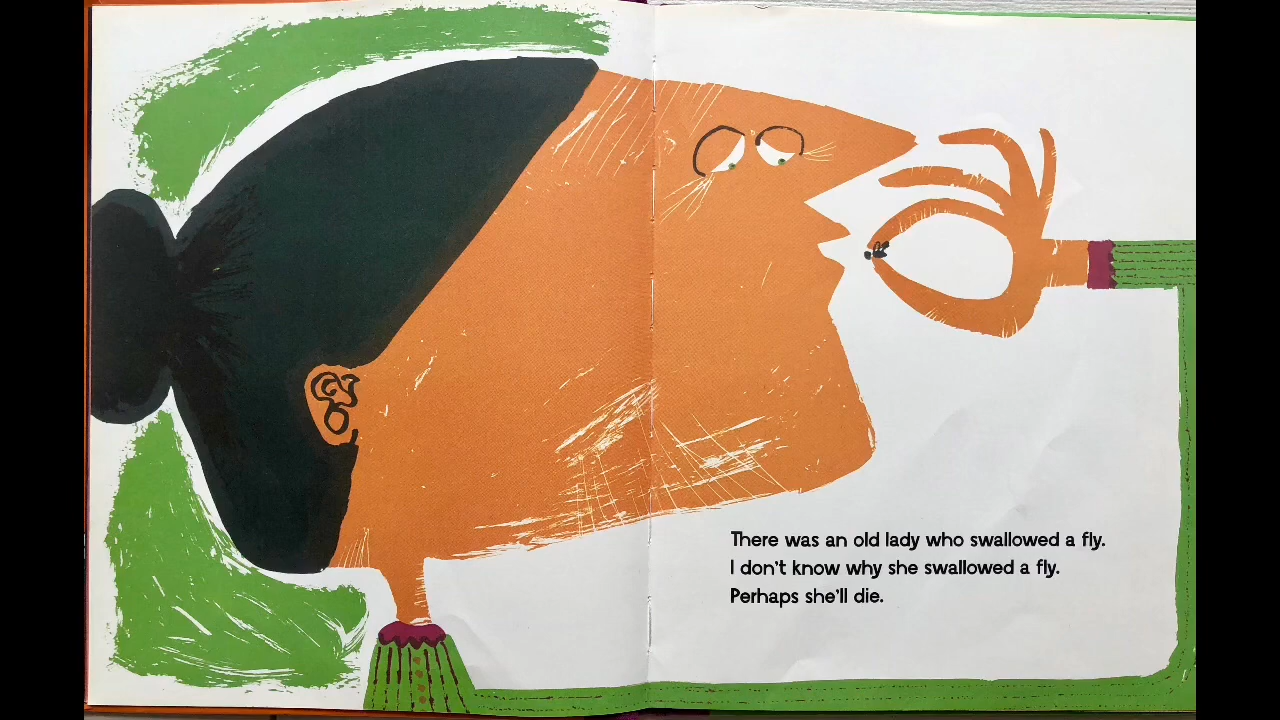 There was an old lady who swallowed a fly.
I don't know why she swallowed a fly.
Perhaps she'll die.